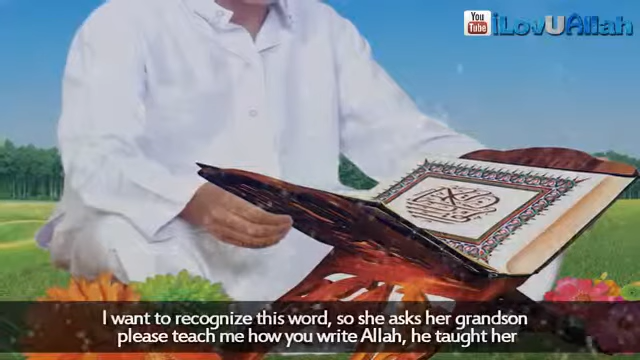 You
Tube
iLovUAllah
I want to recognize this word, so she asks her grandson
please teach me how you write Allah, he taught her